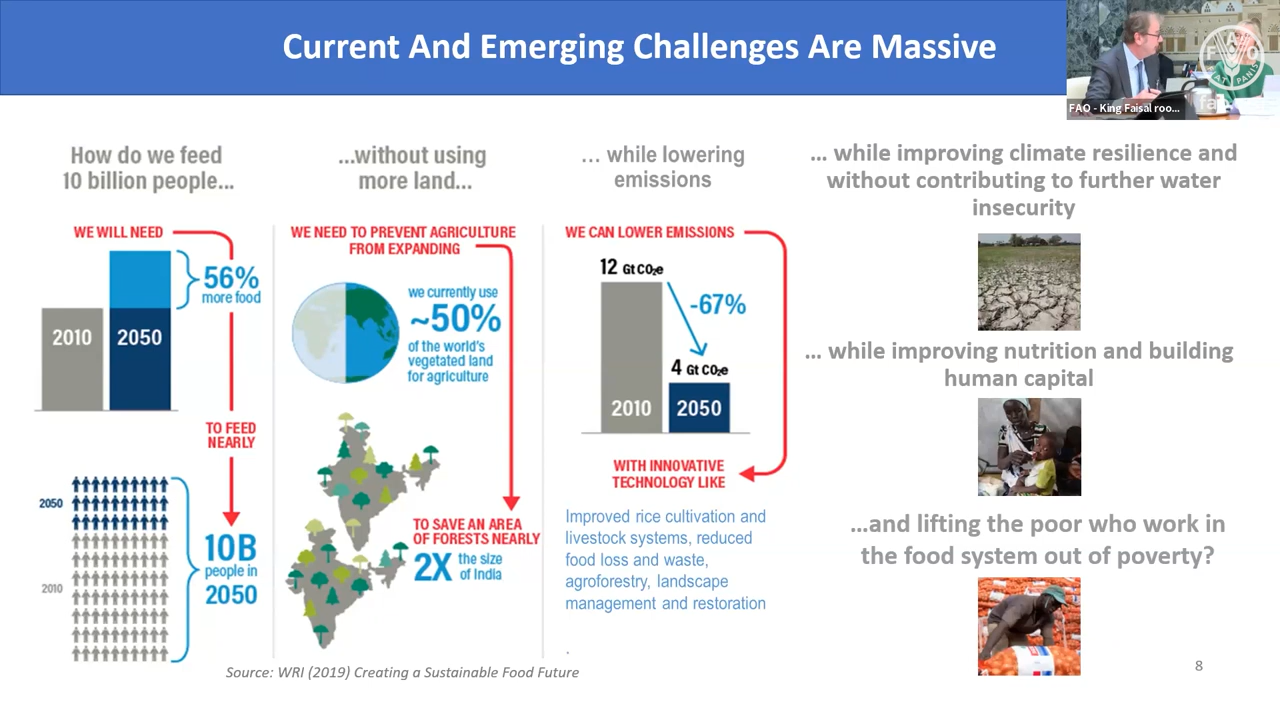 Current And Emerging Challenges Are Massive
F A O
FIAT PANIS
FAO - King Faisal roo...
How do we feed
10 billion people...
...without using
more land...
... while lowering
emissions
... while improving climate resilience and
without contributing to further water
insecurity
WE WILL NEED
56%
more food
2010
2050
TO FEED
NEARLY
2050
2010
10B
people in
2050
WE NEED TO PREVENT AGRICULTURE
FROM EXPANDING
we currently use
~50%
of the world's
vegetated land
for agriculture
TO SAVE AN AREA
OF FORESTS NEARLY
2X the size
of India
WE CAN LOWER EMISSIONS
12 Gt CO₂e
-67%
4 Gt CO₂e
2010
2050
WITH INNOVATIVE
TECHNOLOGY LIKE
Improved rice cultivation and
livestock systems, reduced
food loss and waste,
agroforestry, landscape
management and restoration
.
... while improving nutrition and building
human capital
...and lifting the poor who work in
the food system out of poverty?
Source: WRI (2019) Creating a Sustainable Food Future
8